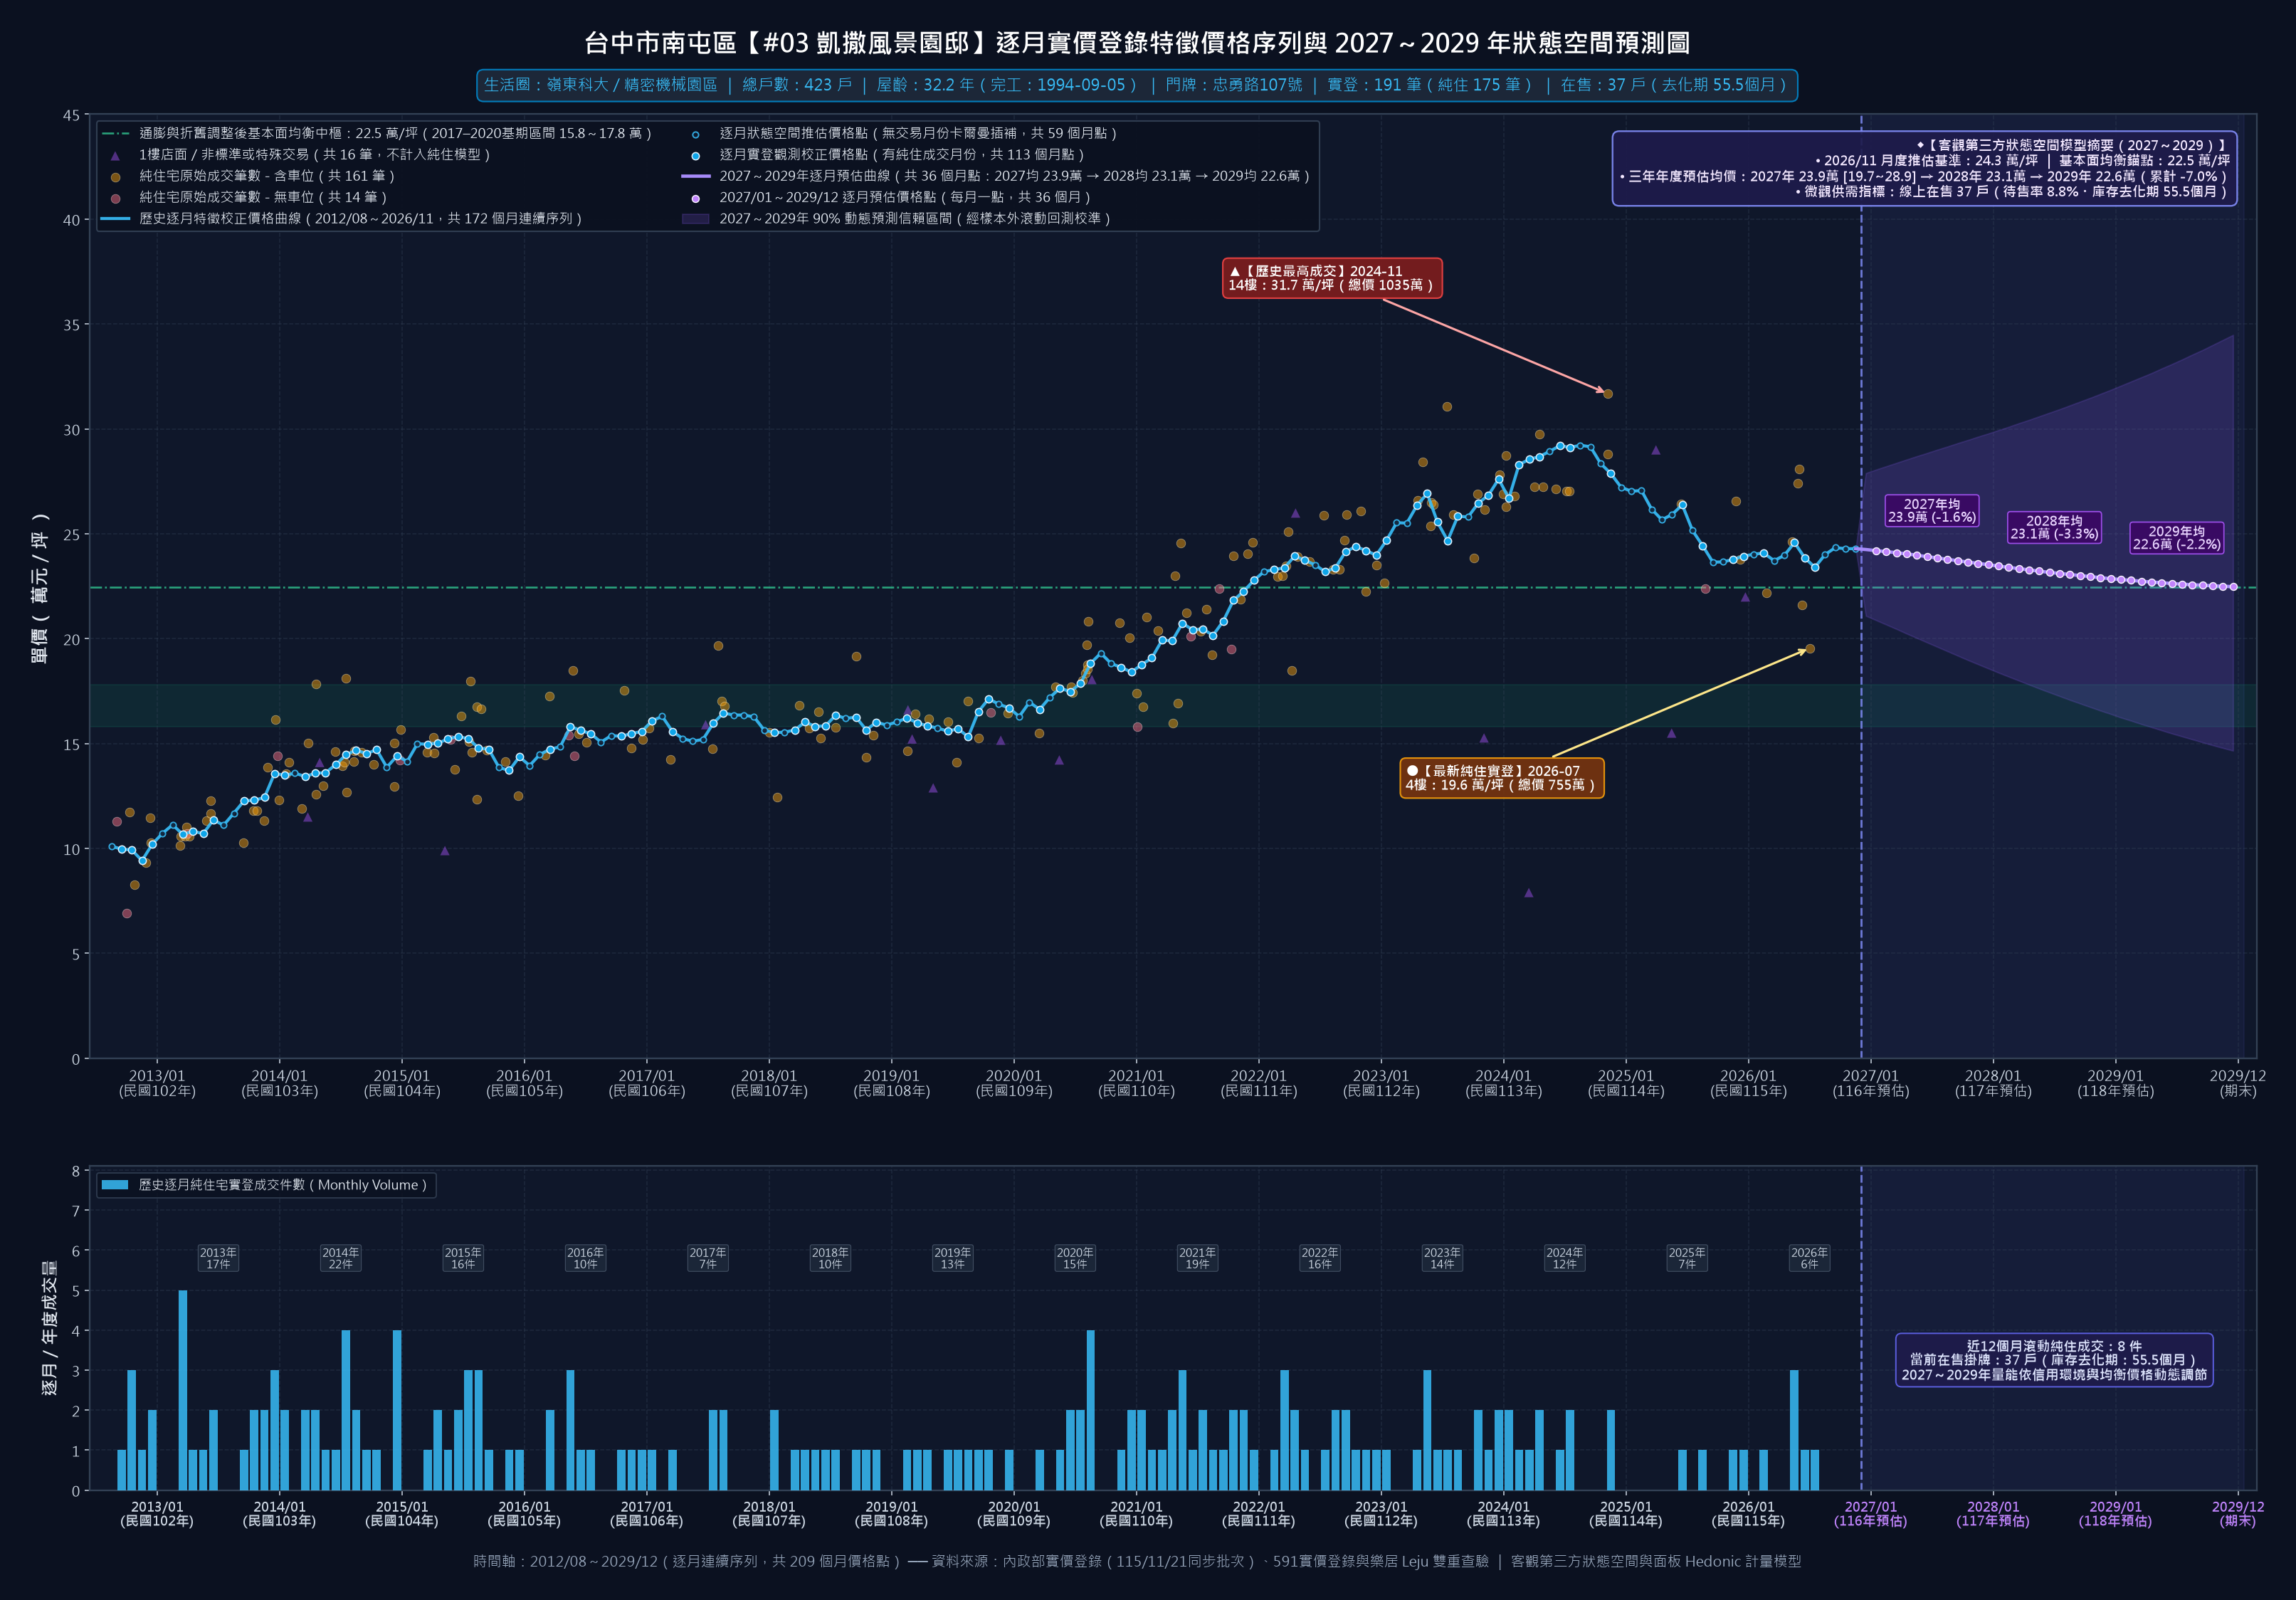 台中市南屯區【#03 凱撒風景園邸】逐月實價登錄特徵價格序列與 2027～2029 年狀態空間預測圖
生活圈：嶺東科大 / 精密機械園區 ｜ 總戶數：423 戶 ｜ 屋齡：32.2 年（完工：1994-09-05） ｜ 門牌：忠勇路107號 ｜ 實登：191 筆（純住 175 筆） ｜ 在售：37 戶（去化期 55.5個月）
通膨與折舊調整後基本面均衡中樞：22.5 萬/坪（2017–2020基期區間 15.8～17.8 萬）
1樓店面 / 非標準或特殊交易（共 16 筆，不計入純住模型）
純住宅原始成交筆數 - 含車位（共 161 筆）
純住宅原始成交筆數 - 無車位（共 14 筆）
歷史逐月特徵校正價格曲線（2012/08～2026/11，共 172 個月連續序列）
逐月狀態空間推估價格點（無交易月份卡爾曼插補，共 59 個月點）
逐月實登觀測校正價格點（有純住成交月份，共 113 個月點）
2027～2029年逐月預估曲線（共 36 個月點：2027均 23.9萬 → 2028均 23.1萬 → 2029均 22.6萬）
2027/01～2029/12 逐月預估價格點（每月一點，共 36 個月）
2027～2029年 90% 動態預測信賴區間（經樣本外滾動回測校準）
◆【客觀第三方狀態空間模型摘要（2027～2029）】
• 2026/11 月度推估基準：24.3 萬/坪 ｜ 基本面均衡錨點：22.5 萬/坪
• 三年年度預估均價：2027年 23.9萬 [19.7~28.9] → 2028年 23.1萬 → 2029年 22.6萬（累計 -7.0%）
• 微觀供需指標：線上在售 37 戶（待售率 8.8%・庫存去化期 55.5個月）
▲【歷史最高成交】2024-11
14樓：31.7 萬/坪（總價 1035萬）
●【最新純住實登】2026-07
4樓：19.6 萬/坪（總價 755萬）
2027年均
23.9萬 (-1.6%)
2028年均
23.1萬 (-3.3%)
2029年均
22.6萬 (-2.2%)
單價（萬元 / 坪）
45
40
35
30
25
20
15
10
5
0
2013/01
(民國102年)
2014/01
(民國103年)
2015/01
(民國104年)
2016/01
(民國105年)
2017/01
(民國106年)
2018/01
(民國107年)
2019/01
(民國108年)
2020/01
(民國109年)
2021/01
(民國110年)
2022/01
(民國111年)
2023/01
(民國112年)
2024/01
(民國113年)
2025/01
(民國114年)
2026/01
(民國115年)
2027/01
(116年預估)
2028/01
(117年預估)
2029/01
(118年預估)
2029/12
(期末)
歷史逐月純住宅實登成交件數（Monthly Volume）
逐月 / 年度成交量
8
7
6
5
4
3
2
1
0
2013年
17件
2014年
22件
2015年
16件
2016年
10件
2017年
7件
2018年
10件
2019年
13件
2020年
15件
2021年
19件
2022年
16件
2023年
14件
2024年
12件
2025年
7件
2026年
6件
近12個月滾動純住成交：8 件
當前在售掛牌：37 戶（庫存去化期：55.5個月）
2027～2029年量能依信用環境與均衡價格動態調節
2013/01
(民國102年)
2014/01
(民國103年)
2015/01
(民國104年)
2016/01
(民國105年)
2017/01
(民國106年)
2018/01
(民國107年)
2019/01
(民國108年)
2020/01
(民國109年)
2021/01
(民國110年)
2022/01
(民國111年)
2023/01
(民國112年)
2024/01
(民國113年)
2025/01
(民國114年)
2026/01
(民國115年)
2027/01
(116年預估)
2028/01
(117年預估)
2029/01
(118年預估)
2029/12
(期末)
時間軸：2012/08～2029/12（逐月連續序列，共 209 個月價格點） ── 資料來源：內政部實價登錄（115/11/21同步批次）、591實價登錄與樂居 Leju 雙重查驗 ｜ 客觀第三方狀態空間與面板 Hedonic 計量模型